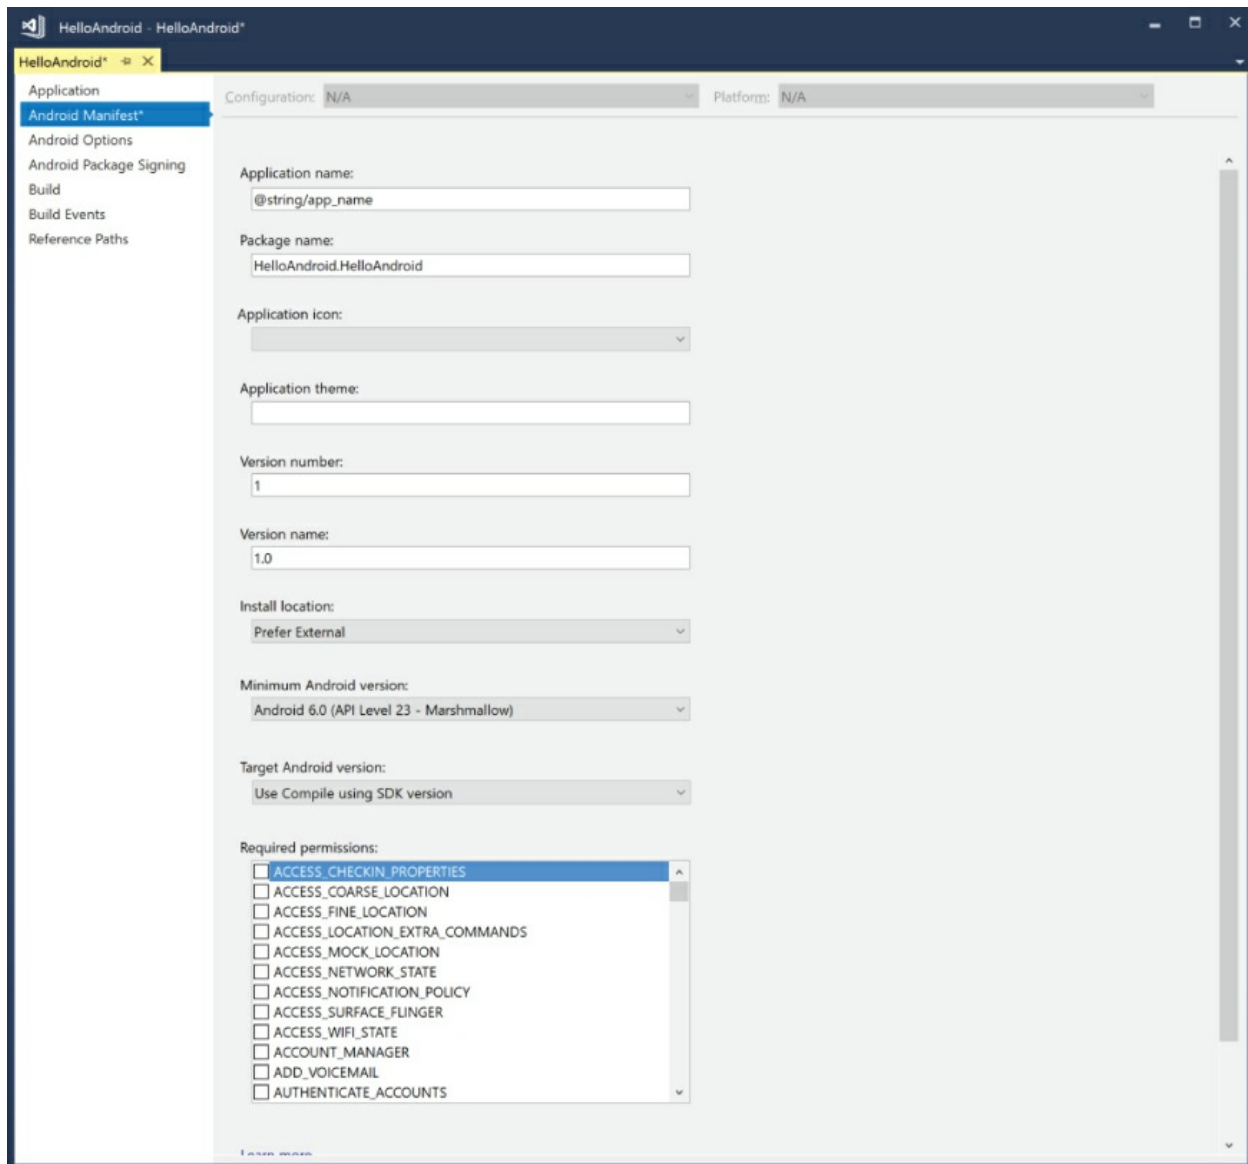 HelloAndroid - HelloAndroid*
HelloAndroid*
Application
Android Manifest*
Android Options
Android Package Signing
Build
Build Events
Reference Paths
Configuration: N/A Platform: N/A
Application name:
@string/app_name
Package name:
HelloAndroid.HelloAndroid
Application icon:
Application theme:
Version number:
1
Version name:
1.0
Install location:
Prefer External
Minimum Android version:
Android 6.0 (API Level 23 - Marshmallow)
Target Android version:
Use Compile using SDK version
Required permissions:
ACCESS_CHECKIN_PROPERTIES
ACCESS_COARSE_LOCATION
ACCESS_FINE_LOCATION
ACCESS_LOCATION_EXTRA_COMMANDS
ACCESS_MOCK_LOCATION
ACCESS_NETWORK_STATE
ACCESS_NOTIFICATION_POLICY
ACCESS_SURFACE_FLINGER
ACCESS_WIFI_STATE
ACCOUNT_MANAGER
ADD_VOICEMAIL
AUTHENTICATE_ACCOUNTS
Learn more